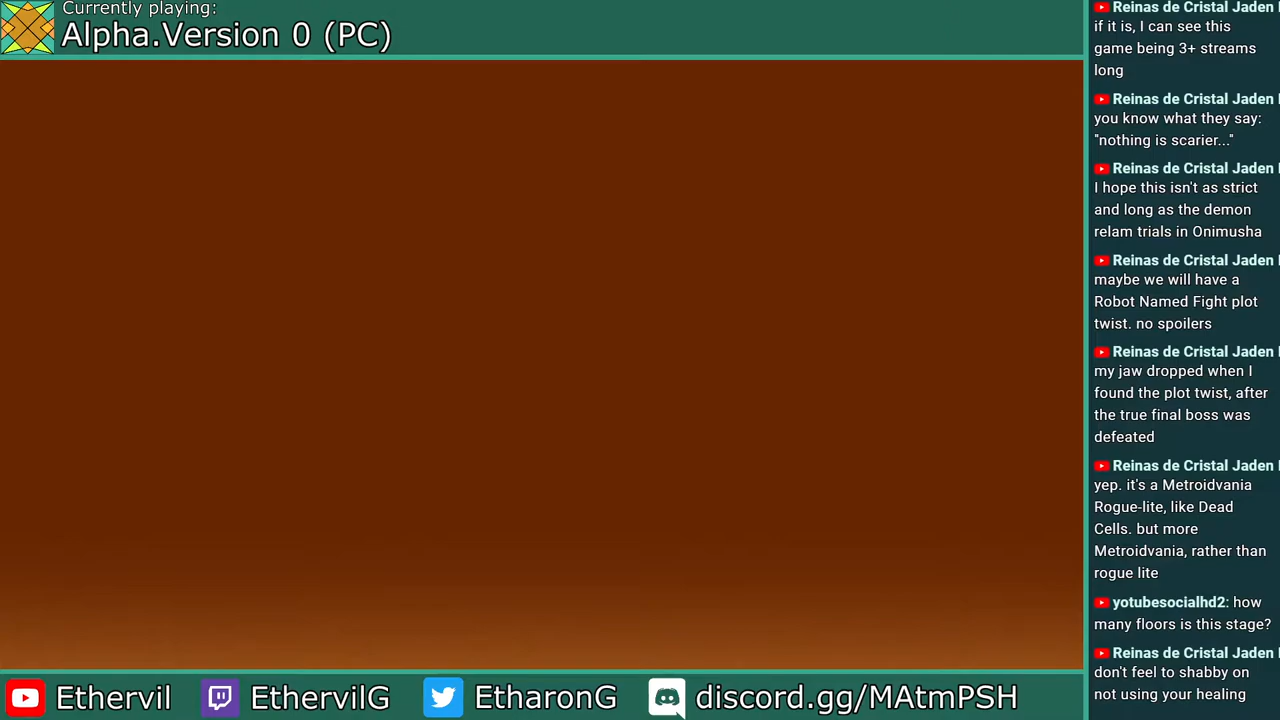 Currently playing:
Alpha.Version 0 (PC)
Reinas de Cristal Jaden
if it is, I can see this
game being 3+ streams
long
Reinas de Cristal Jaden
you know what they say:
"nothing is scarier..."
Reinas de Cristal Jaden
I hope this isn't as strict
and long as the demon
relam trials in Onimusha
Reinas de Cristal Jaden
maybe we will have a
Robot Named Fight plot
twist. no spoilers
Reinas de Cristal Jaden
my jaw dropped when I
found the plot twist, after
the true final boss was
defeated
Reinas de Cristal Jaden
yep. it's a Metroidvania
Rogue-lite, like Dead
Cells. but more
Metroidvania, rather than
rogue lite
yotubesocialhd2: how
many floors is this stage?
Reinas de Cristal Jaden
don't feel to shabby on
not using your healing
Ethervil
EthervilG
EtharonG
discord.gg/MAtmPSH